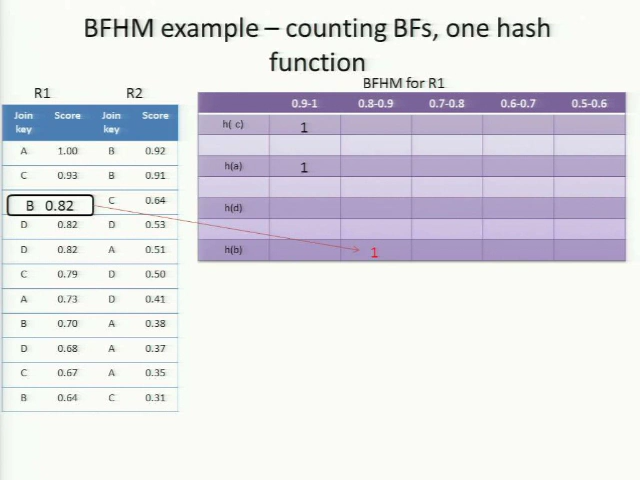 BFHM example – counting BFs, one hash
function
BFHM for R1
R1 R2
Join key Score Join key Score
A 1.00 B 0.92
C 0.93 B 0.91
B 0.82 C 0.64
D 0.82 D 0.53
D 0.82 A 0.51
C 0.79 D 0.50
A 0.73 D 0.41
B 0.70 A 0.38
D 0.68 A 0.37
C 0.67 A 0.35
B 0.64 C 0.31
0.9-1 0.8-0.9 0.7-0.8 0.6-0.7 0.5-0.6
h( c) 1
h(a) 1
h(d)
h(b) 1